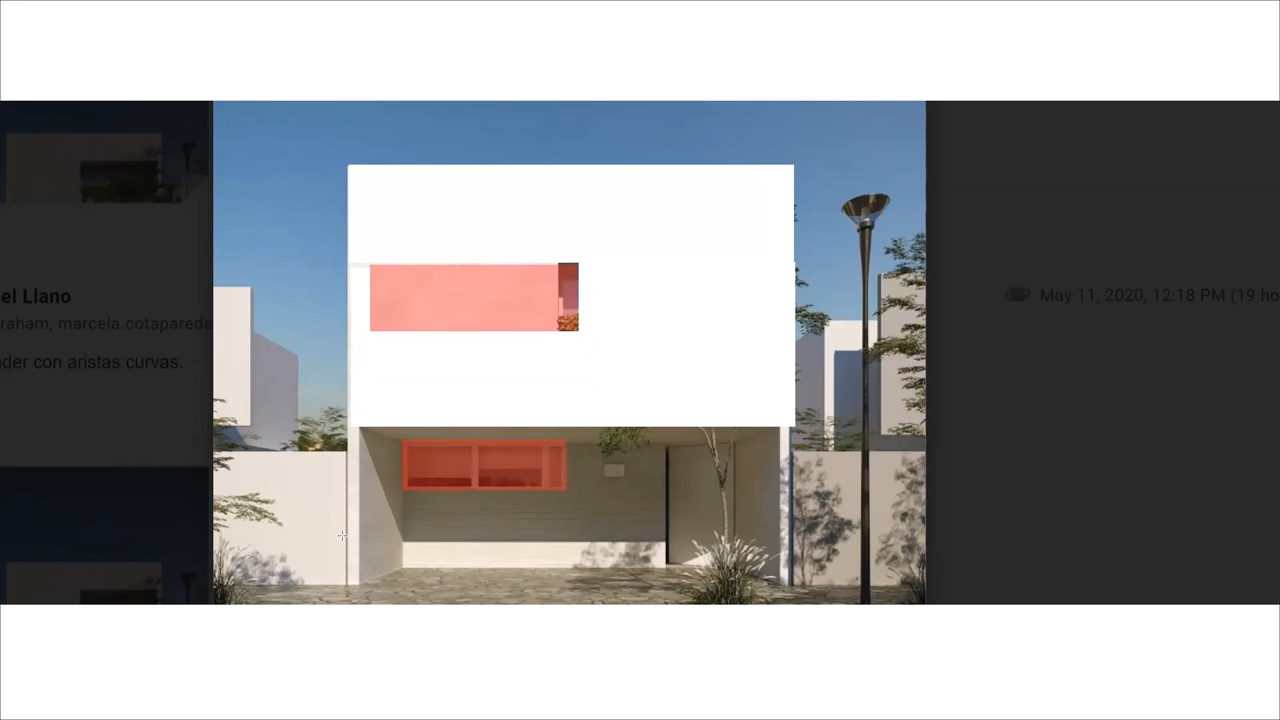 el Llano
raham, marcela.cotaparede
der con aristas curvas.
May 11, 2020, 12:18 PM (19 ho